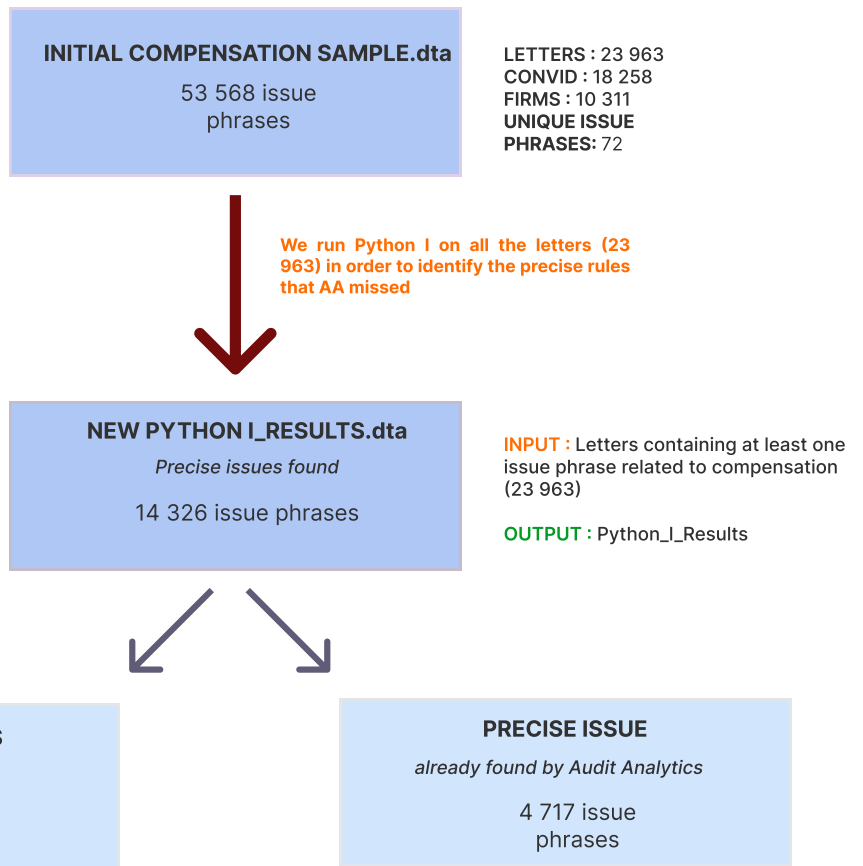 INITIAL COMPENSATION SAMPLE.dta
53 568 issue
phrases
LETTERS : 23 963
CONVID : 18 258
FIRMS : 10 311
UNIQUE ISSUE
PHRASES: 72
We run Python I on all the letters (23
963) in order to identify the precise rules
that AA missed
NEW PYTHON I_RESULTS.dta
Precise issues found
14 326 issue phrases
INPUT : Letters containing at least one
issue phrase related to compensation
(23 963)
OUTPUT : Python_I_Results
PRECISE ISSUE
already found by Audit Analytics
4 717 issue
phrases